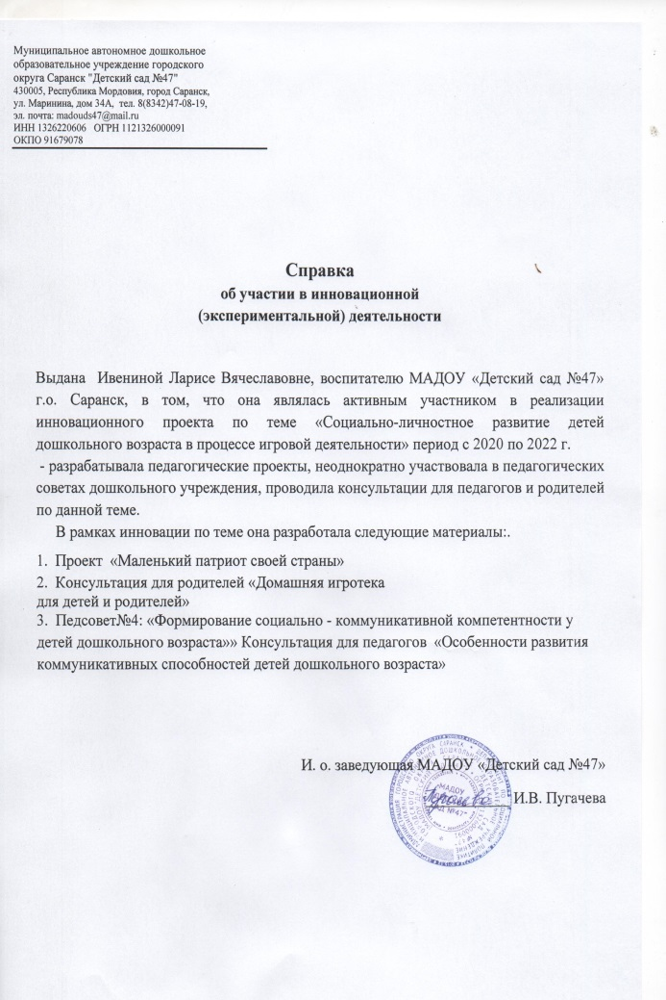 Муниципальное автономное дошкольное
образовательное учреждение городского
округа Саранск "Детский сад №47"
430005, Республика Мордовия, город Саранск,
ул. Маринина, дом 34А, тел. 8(8342)47-08-19,
эл. почта: madouds47@mail.ru
ИНН 1326220606 ОГРН 1121326000091
ОКПО 91679078
Справка
об участии в инновационной
(экспериментальной) деятельности
Выдана Ивениной Ларисе Вячеславовне, воспитателю МАДОУ «Детский сад №47»
г.о. Саранск, в том, что она являлась активным участником в реализации
инновационного проекта по теме «Социально-личностное развитие детей
дошкольного возраста в процессе игровой деятельности» период с 2020 по 2022 г.
- разрабатывала педагогические проекты, неоднократно участвовала в педагогических
советах дошкольного учреждения, проводила консультации для педагогов и родителей
по данной теме.
В рамках инновации по теме она разработала следующие материалы:.
1. Проект «Маленький патриот своей страны»
2. Консультация для родителей «Домашняя игротека
для детей и родителей»
3. Педсовет№4: «Формирование социально - коммуникативной компетентности у
детей дошкольного возраста»» Консультация для педагогов «Особенности развития
коммуникативных способностей детей дошкольного возраста»
И. о. заведующая МАДОУ «Детский сад №47»
И.В. Пугачева